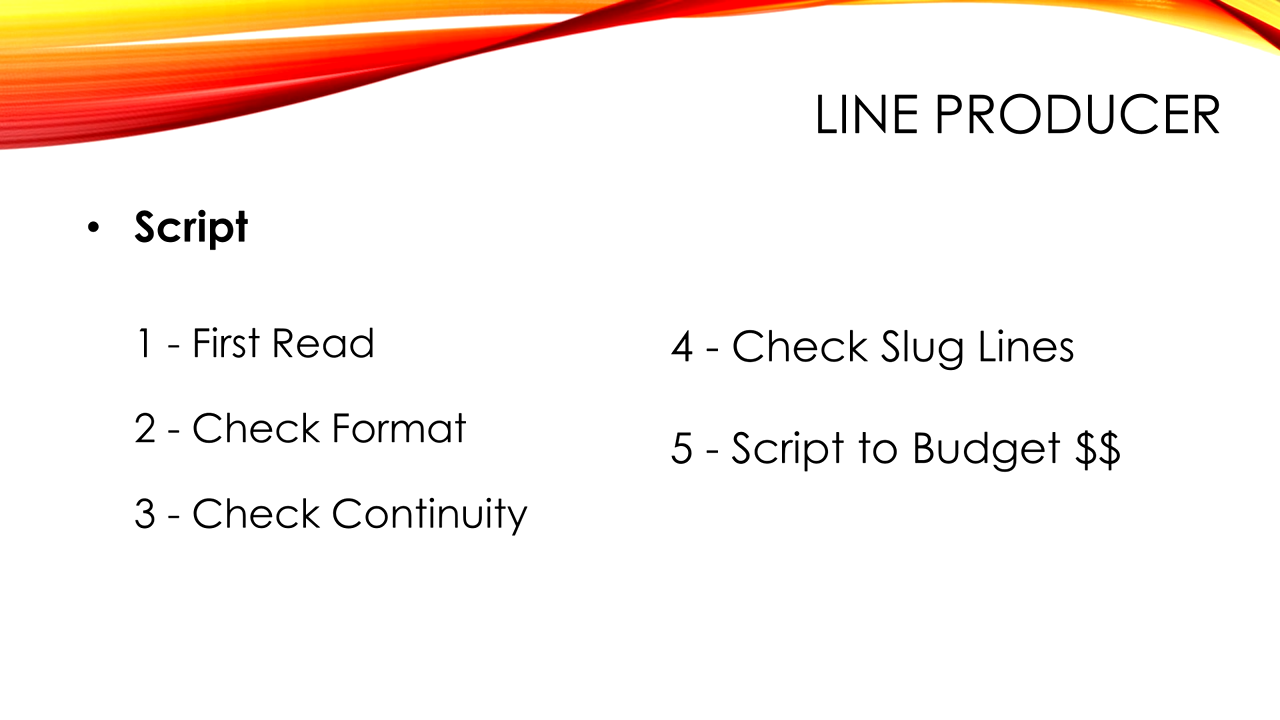 LINE PRODUCER
• Script
1 - First Read
2 - Check Format
3 - Check Continuity
4 - Check Slug Lines
5 - Script to Budget $$